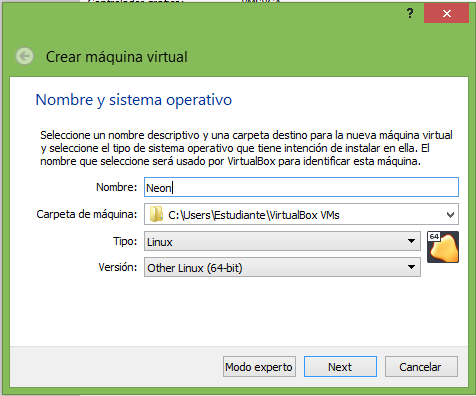 ?
Crear máquina virtual
Nombre y sistema operativo
Seleccione un nombre descriptivo y una carpeta destino para la nueva máquina virtual
y seleccione el tipo de sistema operativo que tiene intención de instalar en ella. El
nombre que seleccione será usado por VirtualBox para identificar esta máquina.
Nombre: Neon
Carpeta de máquina: C:\Users\Estudiante\VirtualBox VMs
Tipo: Linux
64
Versión: Other Linux (64-bit)
Modo experto Next Cancelar